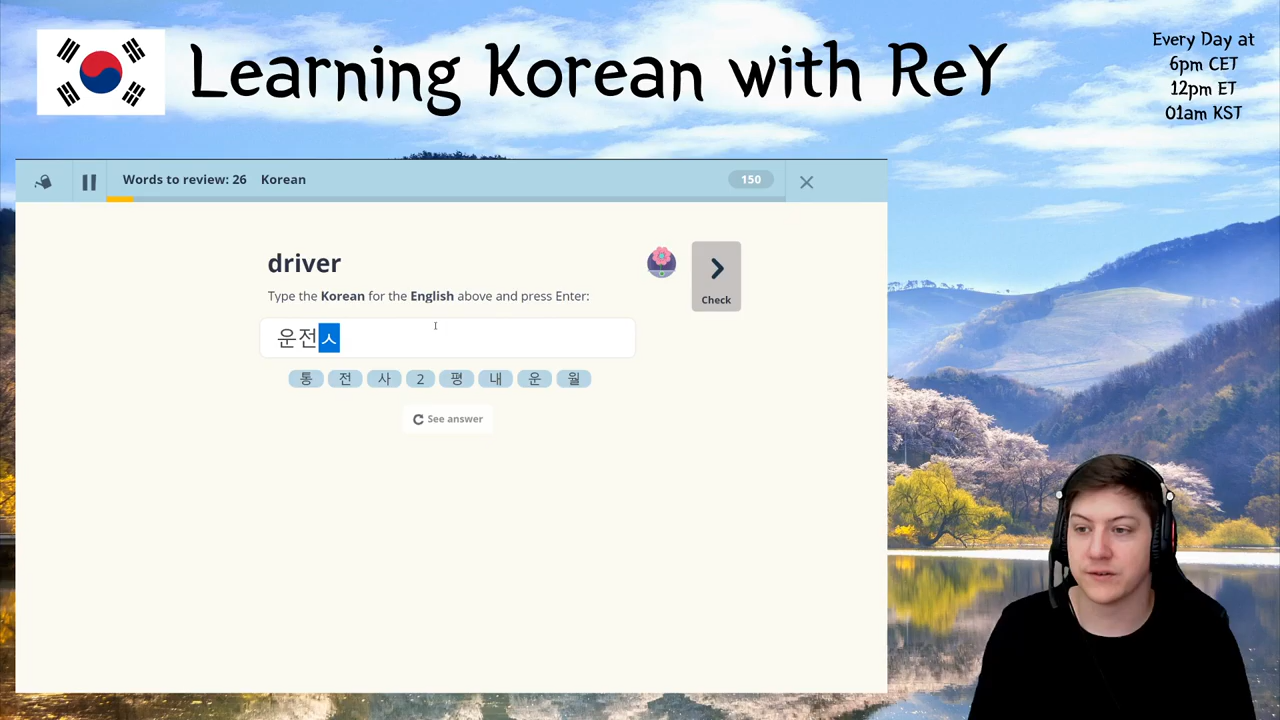 Learning Korean with ReY
Every Day at
6pm CET
12pm ET
01am KST
Words to review: 26 Korean
150
driver
Type the Korean for the English above and press Enter:
Check
운전ㅅ
통 전 사 2 평 내 운 월
See answer